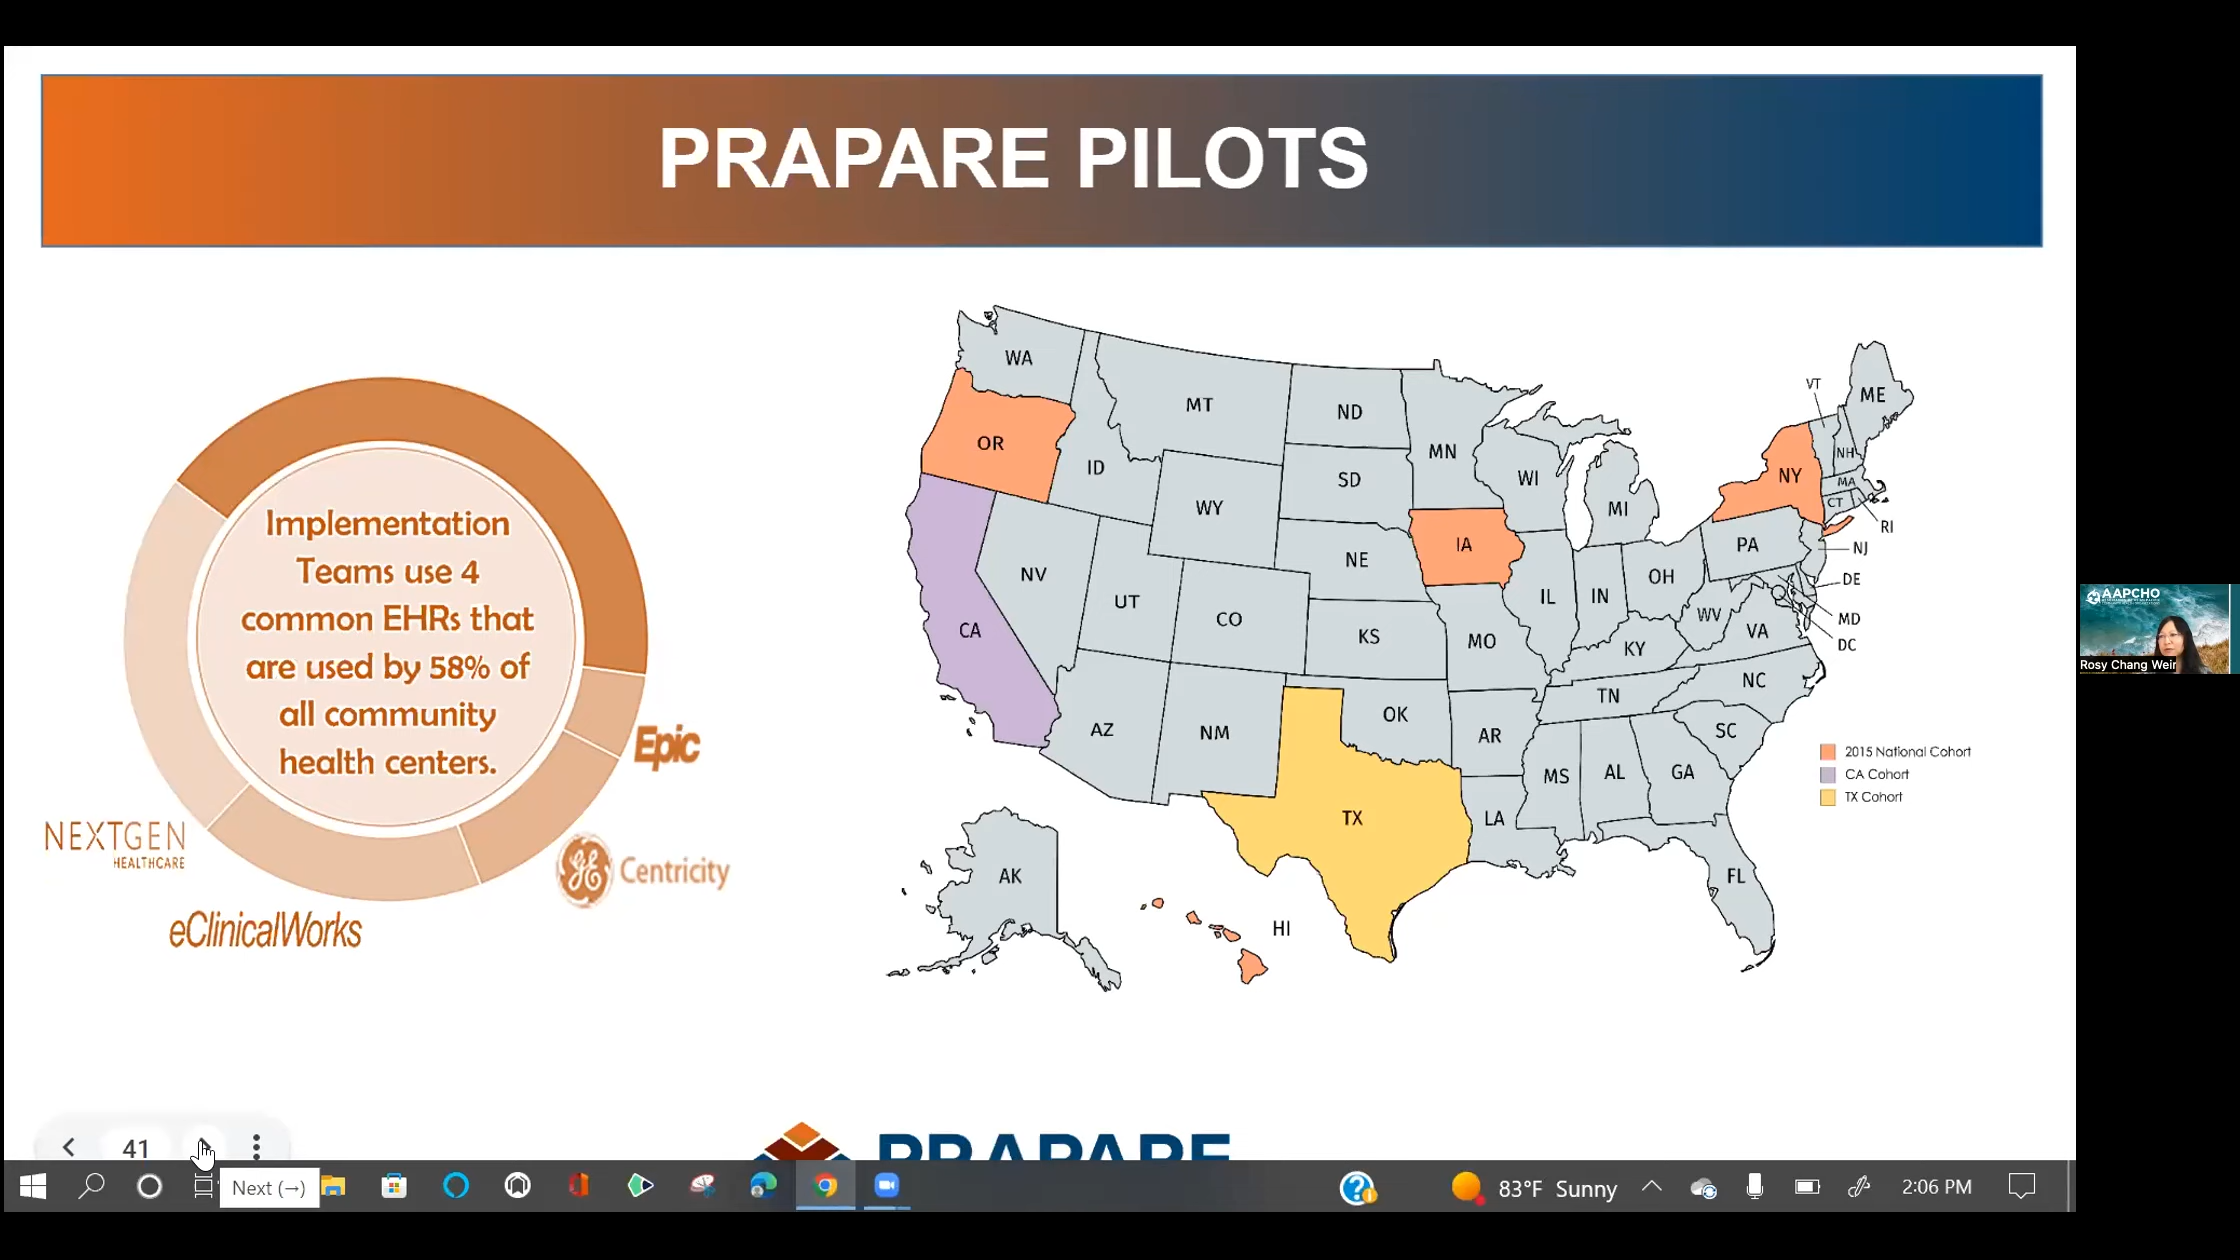 PRAPARE PILOTS
Implementation
Teams use 4
common EHRs that
are used by 58% of
all community
health centers.
Epic
GE
Centricity
NEXTGEN
HEALTHCARE
eClinicalWorks
WA
OR
CA
ID
NV
MT
WY
UT
AZ
CO
NM
ND
SD
NE
KS
OK
TX
MN
IA
MO
AR
LA
WI
IL
MI
IN
OH
KY
TN
MS
AL
GA
FL
SC
NC
VA
WV
PA
NY
VT
NH
ME
MA
CT
RI
NJ
DE
MD
DC
AK
HI
2015 National Cohort
CA Cohort
TX Cohort
AAPCHO
Rosy Chang Weir
41
PRAPARE
Next (→)
83°F Sunny
2:06 PM